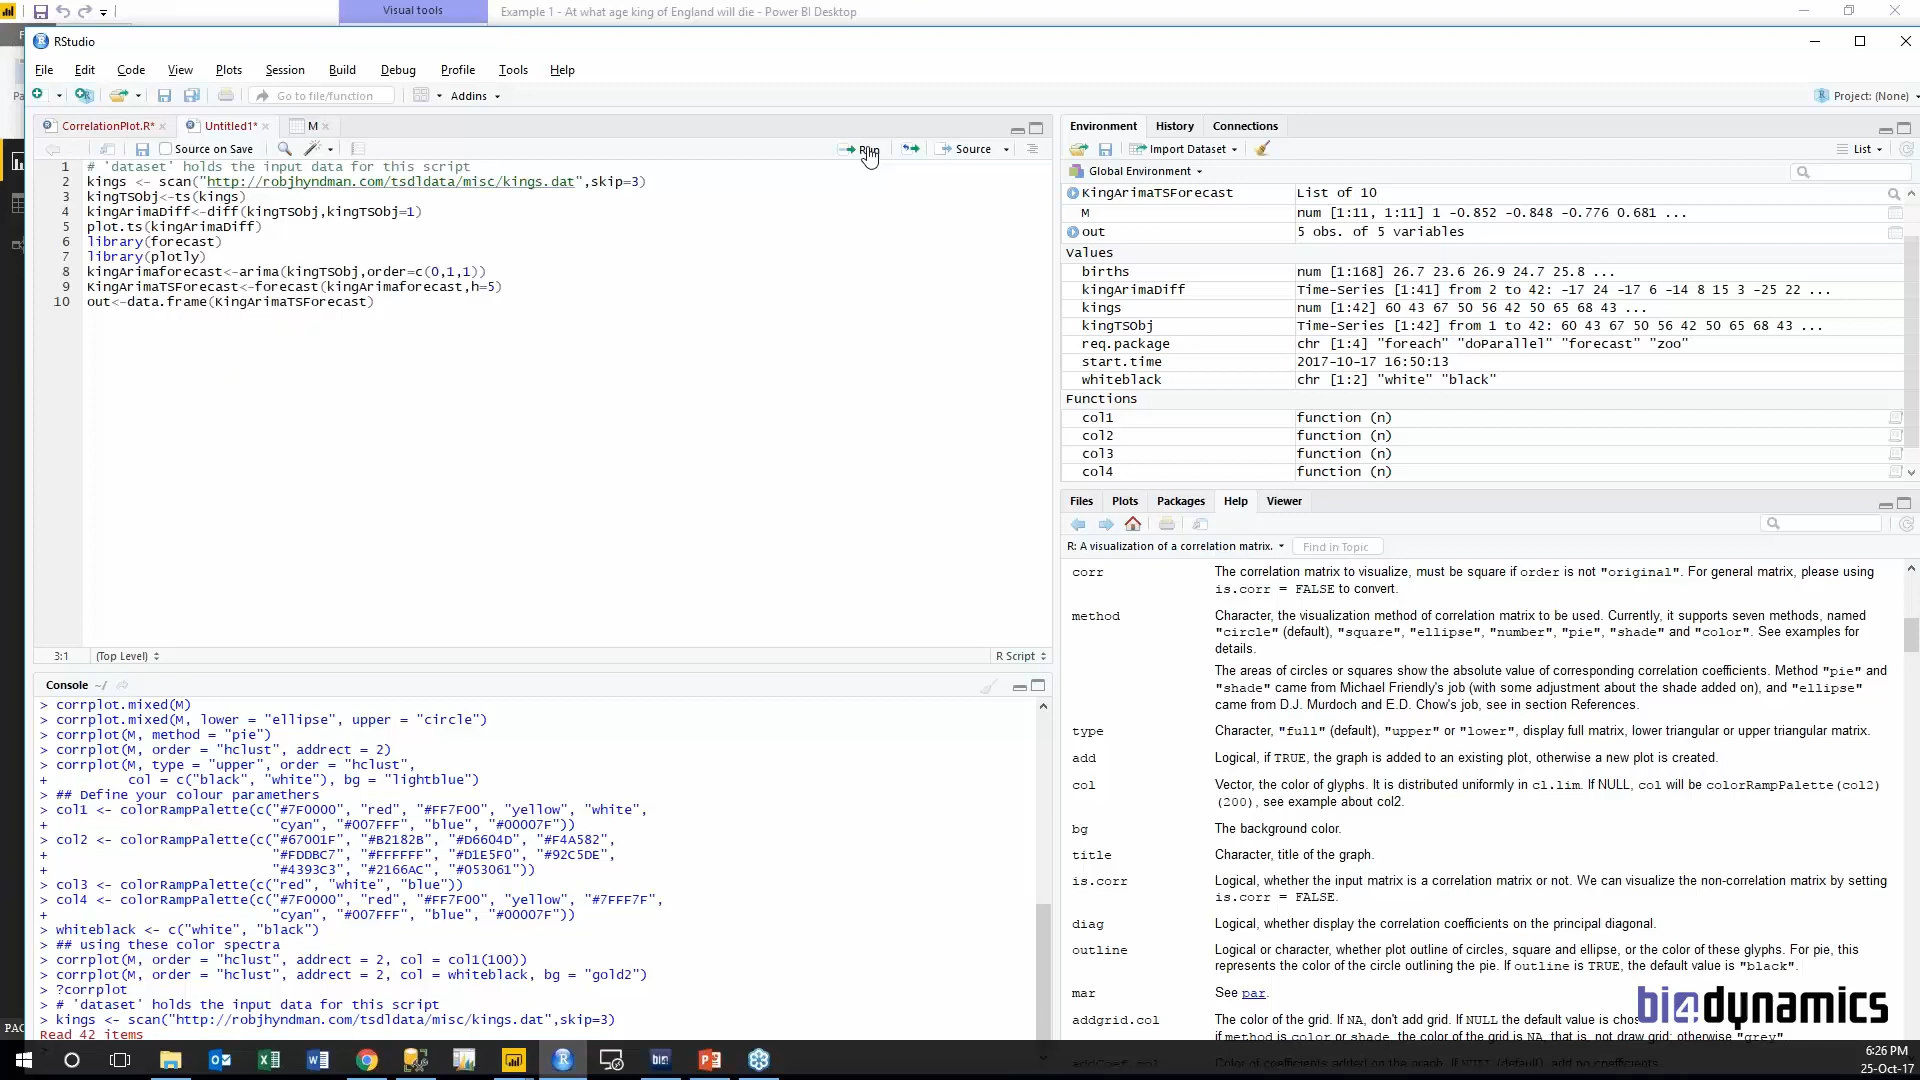 Visual tools
Example 1 - At what age king of England will die - Power BI Desktop
RStudio
File Edit Code View Plots Session Build Debug Profile Tools Help
Go to file/function
Addins
Project: (None)
CorrelationPlot.R*
Untitled1*
M
Source on Save
Run
Source
1 # 'dataset' holds the input data for this script
2 kings <- scan("http://robjhyndman.com/tsdldata/misc/kings.dat",skip=3)
3 kingTSObj<-ts(kings)
4 kingArimaDiff<-diff(kingTSObj,kingTSObj=1)
5 plot.ts(kingArimaDiff)
6 library(forecast)
7 library(plotly)
8 kingArimaforecast<-arima(kingTSObj,order=c(0,1,1))
9 KingArimaTSForecast<-forecast(kingArimaforecast,h=5)
10 out<-data.frame(KingArimaTSForecast)
3:1 (Top Level) R Script
Console ~/
> corrplot.mixed(M)
> corrplot.mixed(M, lower = "ellipse", upper = "circle")
> corrplot(M, method = "pie")
> corrplot(M, order = "hclust", addrect = 2)
> corrplot(M, type = "upper", order = "hclust",
+ col = c("black", "white"), bg = "lightblue")
> ## Define your colour paramethers
> col1 <- colorRampPalette(c("#7F0000", "red", "#FF7F00", "yellow", "white",
+ "cyan", "#007FFF", "blue", "#00007F"))
> col2 <- colorRampPalette(c("#67001F", "#B2182B", "#D6604D", "#F4A582",
+ "#FDDBC7", "#FFFFFF", "#D1E5F0", "#92C5DE",
+ "#4393C3", "#2166AC", "#053061"))
> col3 <- colorRampPalette(c("red", "white", "blue"))
> col4 <- colorRampPalette(c("#7F0000", "red", "#FF7F00", "yellow", "#7FFF7F",
+ "cyan", "#007FFF", "blue", "#00007F"))
> whiteblack <- c("white", "black")
> ## using these color spectra
> corrplot(M, order = "hclust", addrect = 2, col = col1(100))
> corrplot(M, order = "hclust", addrect = 2, col = whiteblack, bg = "gold2")
> ?corrplot
> # 'dataset' holds the input data for this script
> kings <- scan("http://robjhyndman.com/tsdldata/misc/kings.dat",skip=3)
Read 42 items
Environment History Connections
Import Dataset
List
Global Environment
KingArimaTSForecast List of 10
M num [1:11, 1:11] 1 -0.852 -0.848 -0.776 0.681 ...
out 5 obs. of 5 variables
Values
births num [1:168] 26.7 23.6 26.9 24.7 25.8 ...
kingArimaDiff Time-Series [1:41] from 2 to 42: -17 24 -17 6 -14 8 15 3 -25 22 ...
kings num [1:42] 60 43 67 50 56 42 50 65 68 43 ...
kingTSObj Time-Series [1:42] from 1 to 42: 60 43 67 50 56 42 50 65 68 43 ...
req.package chr [1:4] "foreach" "doParallel" "forecast" "zoo"
start.time 2017-10-17 16:50:13
whiteblack chr [1:2] "white" "black"
Functions
col1 function (n)
col2 function (n)
col3 function (n)
col4 function (n)
Files Plots Packages Help Viewer
R: A visualization of a correlation matrix.
Find in Topic
corr The correlation matrix to visualize, must be square if order is not "original". For general matrix, please using
is.corr = FALSE to convert.
method Character, the visualization method of correlation matrix to be used. Currently, it supports seven methods, named
"circle" (default), "square", "ellipse", "number", "pie", "shade" and "color". See examples for
details.
The areas of circles or squares show the absolute value of corresponding correlation coefficients. Method "pie" and
"shade" came from Michael Friendly's job (with some adjustment about the shade added on), and "ellipse"
came from D.J. Murdoch and E.D. Chow's job, see in section References.
type Character, "full" (default), "upper" or "lower", display full matrix, lower triangular or upper triangular matrix.
add Logical, if TRUE, the graph is added to an existing plot, otherwise a new plot is created.
col Vector, the color of glyphs. It is distributed uniformly in cl.lim. If NULL, col will be colorRampPalette(col2)
(200), see example about col2.
bg The background color.
title Character, title of the graph.
is.corr Logical, whether the input matrix is a correlation matrix or not. We can visualize the non-correlation matrix by setting
is.corr = FALSE.
diag Logical, whether display the correlation coefficients on the principal diagonal.
outline Logical or character, whether plot outline of circles, square and ellipse, or the color of these glyphs. For pie, this
represents the color of the circle outlining the pie. If outline is TRUE, the default value is "black".
mar See par.
addgrid.col The color of the grid. If NA, don't add grid. If NULL the default value is
if method is color or shade, the color of the grid is NA, that is, not draw grid; otherwise "grey"
bi4dynamics
6:26 PM
25-Oct-17